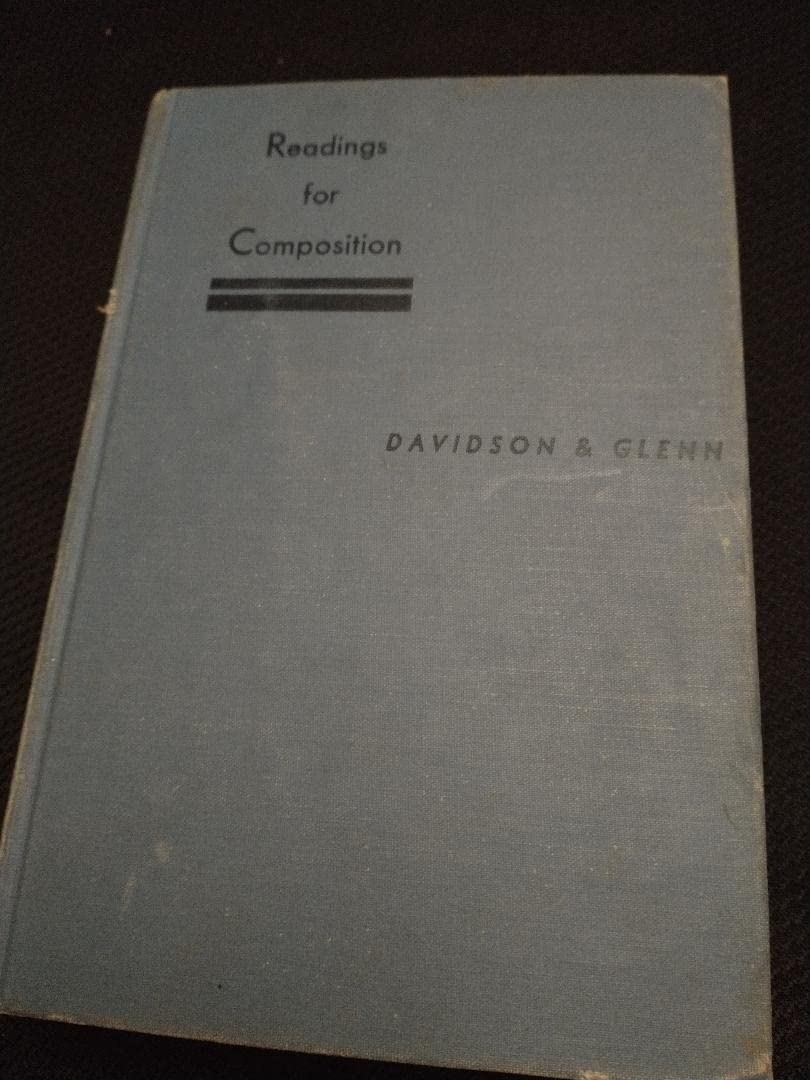 Readings
for
Composition
DAVIDSON & GLENN